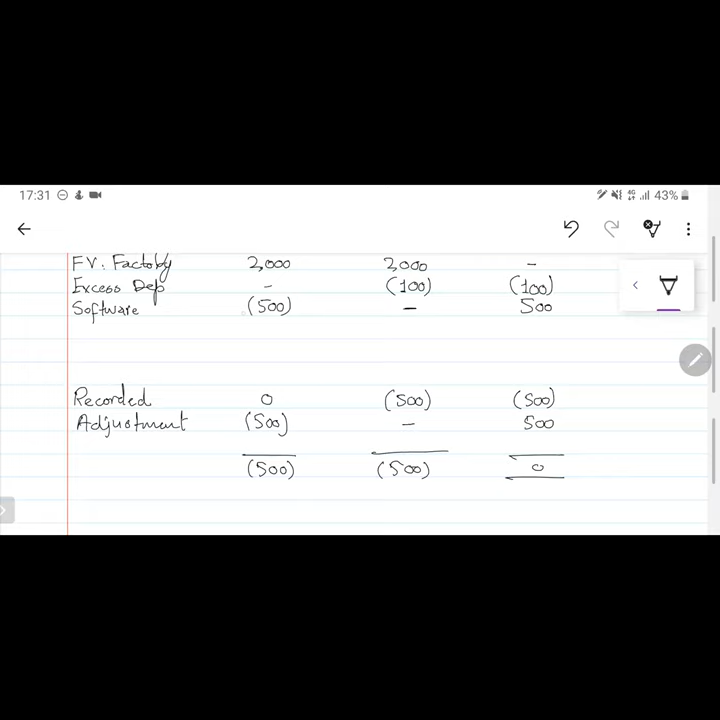 17:31 4G 43%
FV. Factory 2,000 2,000 -
Excess Dep - (100) (100)
Software (500) - 500
Recorded 0 (500) (500)
Adjustment (500) - 500
(500) (500) 0